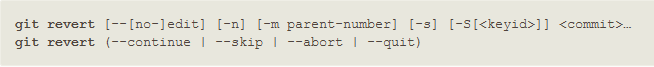 git revert [--[no-]edit] [-n] [-m parent-number] [-s] [-S[<keyid>]] <commit>…
git revert (--continue | --skip | --abort | --quit)